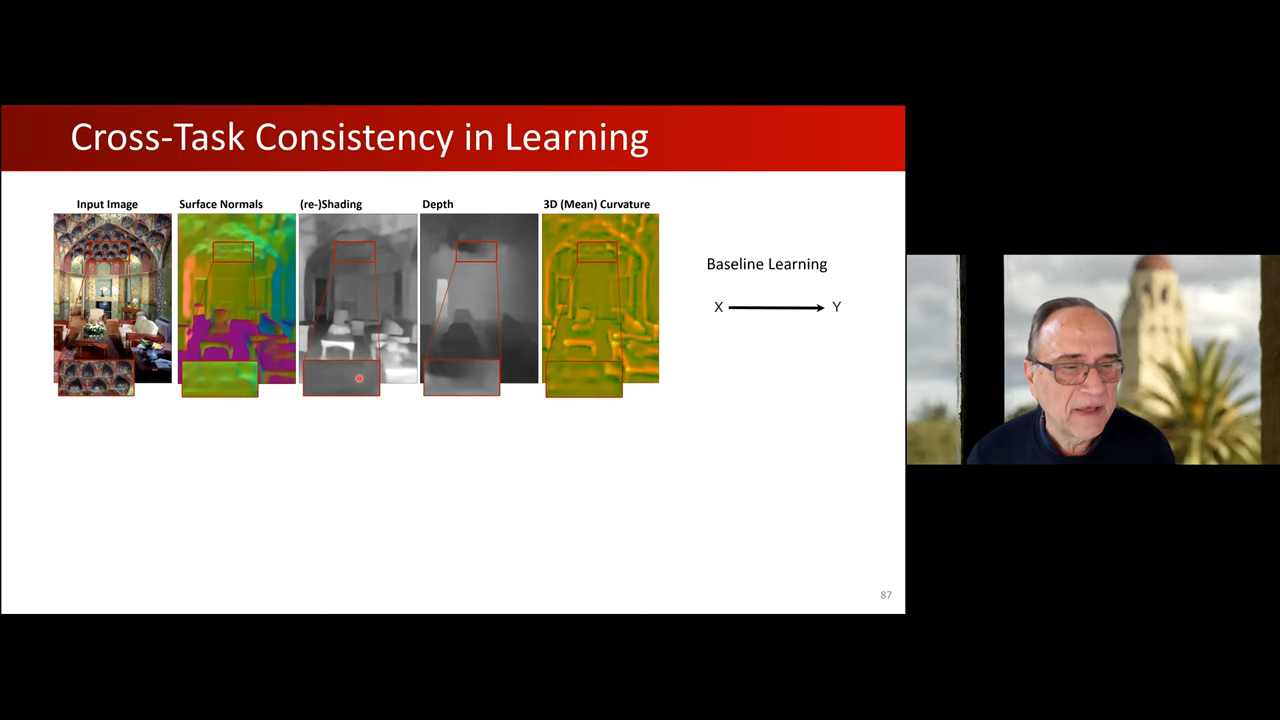 Cross-Task Consistency in Learning
Input Image
Surface Normals
(re-)Shading
Depth
3D (Mean) Curvature
Baseline Learning
X
Y
87